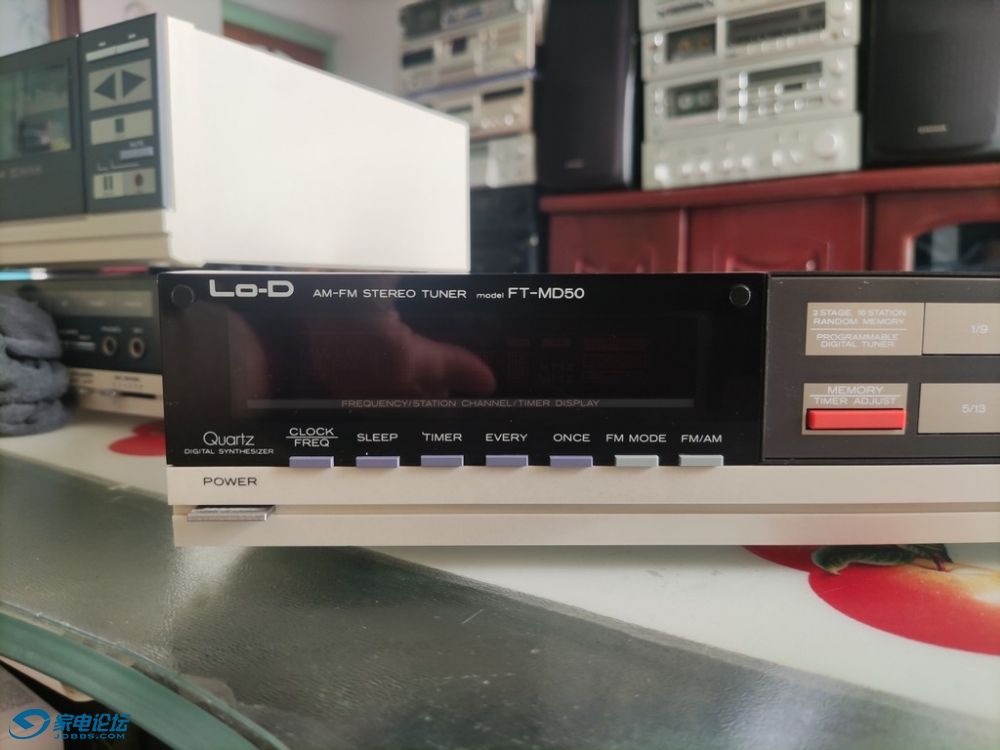 Lo-D AM-FM STEREO TUNER model FT-MD50
2 STAGE 16 STATION
RANDOM MEMORY
PROGRAMMABLE
DIGITAL TUNER
1/9
MEMORY
TIMER ADJUST
5/13
FREQUENCY/STATION CHANNEL/TIMER DISPLAY
Quartz
DIGITAL SYNTHESIZER
CLOCK
FREQ
SLEEP
TIMER
EVERY
ONCE
FM MODE
FM/AM
POWER
家电论坛
JDBBS.COM